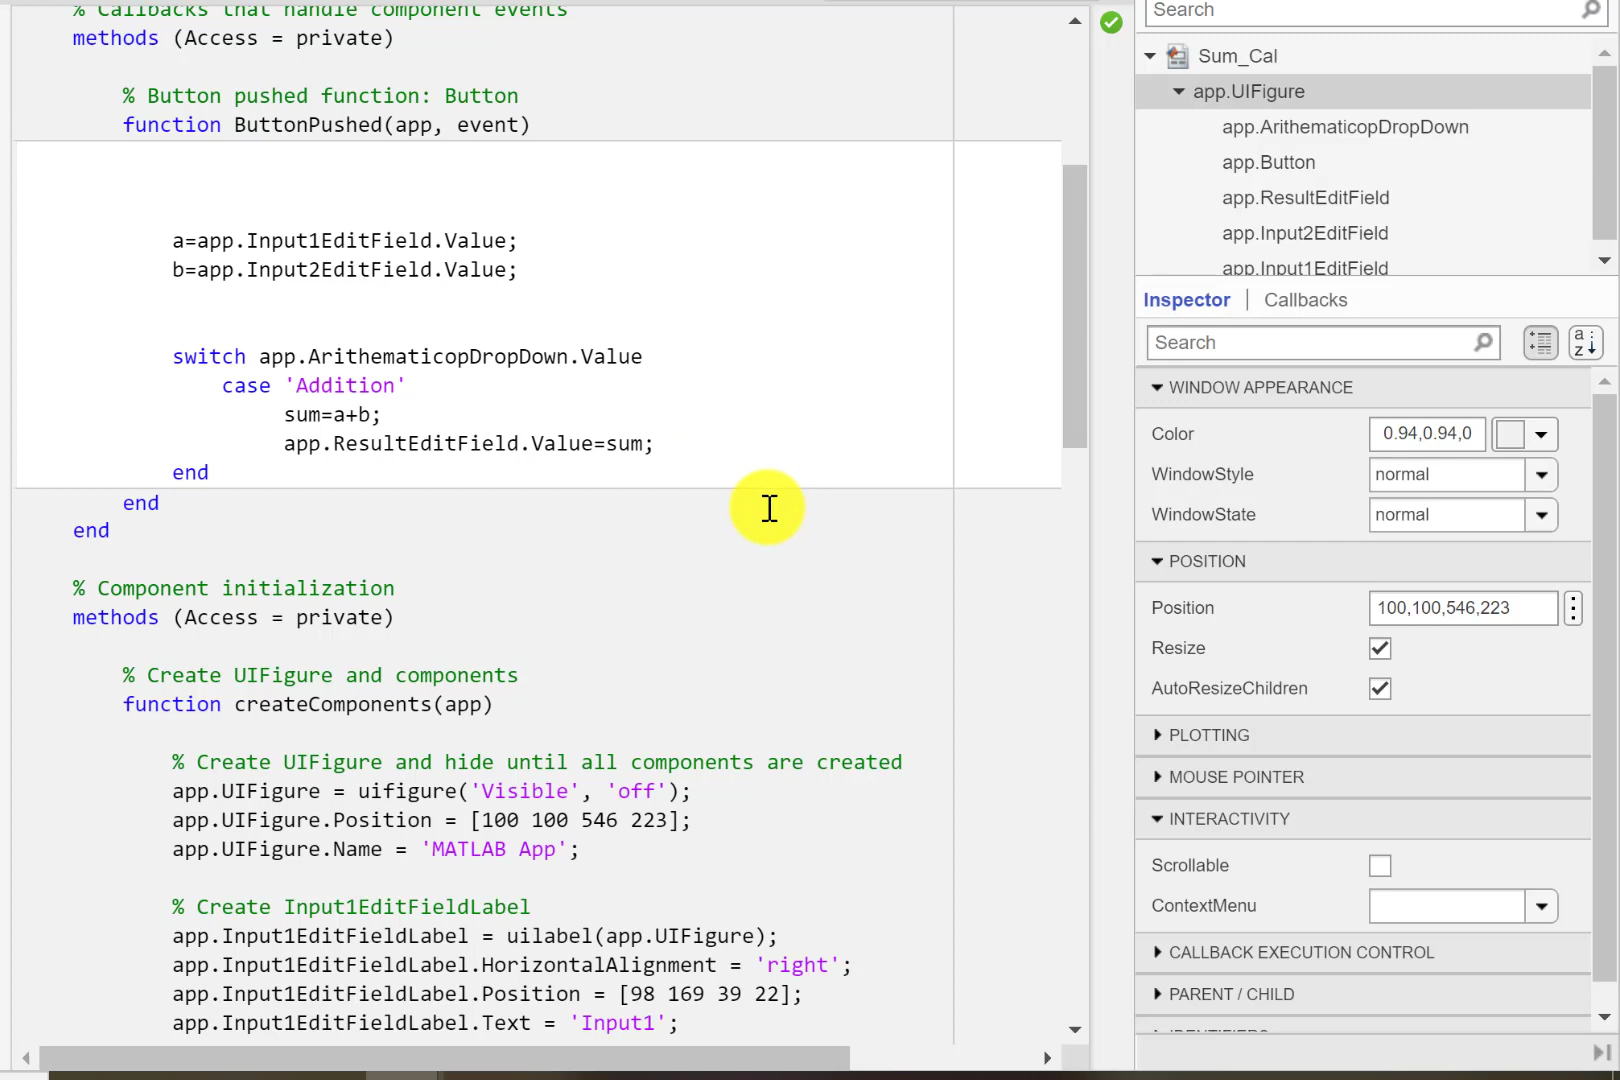 % Callbacks that handle component events
methods (Access = private)
% Button pushed function: Button
function ButtonPushed(app, event)
a=app.Input1EditField.Value;
b=app.Input2EditField.Value;
switch app.ArithematicopDropDown.Value
case 'Addition'
sum=a+b;
app.ResultEditField.Value=sum;
end
end
end
% Component initialization
methods (Access = private)
% Create UIFigure and components
function createComponents(app)
% Create UIFigure and hide until all components are created
app.UIFigure = uifigure('Visible', 'off');
app.UIFigure.Position = [100 100 546 223];
app.UIFigure.Name = 'MATLAB App';
% Create Input1EditFieldLabel
app.Input1EditFieldLabel = uilabel(app.UIFigure);
app.Input1EditFieldLabel.HorizontalAlignment = 'right';
app.Input1EditFieldLabel.Position = [98 169 39 22];
app.Input1EditFieldLabel.Text = 'Input1';
Search
Sum_Cal
app.UIFigure
app.ArithematicopDropDown
app.Button
app.ResultEditField
app.Input2EditField
app.Input1EditField
Inspector | Callbacks
Search
a z
WINDOW APPEARANCE
Color 0.94,0.94,0
WindowStyle normal
WindowState normal
POSITION
Position 100,100,546,223
Resize
AutoResizeChildren
PLOTTING
MOUSE POINTER
INTERACTIVITY
Scrollable
ContextMenu
CALLBACK EXECUTION CONTROL
PARENT / CHILD